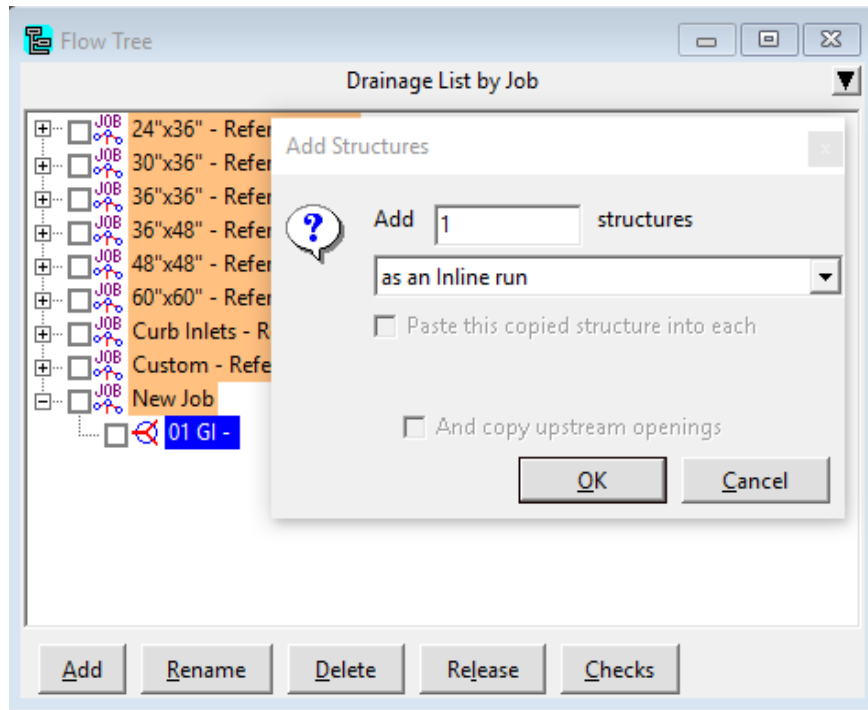 Flow Tree
Drainage List by Job
JOB 24"x36" - Refer
JOB 30"x36" - Refer
JOB 36"x36" - Refer
JOB 36"x48" - Refer
JOB 48"x48" - Refer
JOB 60"x60" - Refer
JOB Curb Inlets - R
JOB Custom - Refe
JOB New Job
01 GI -
Add Structures
x
?
Add 1 structures
as an Inline run
Paste this copied structure into each
And copy upstream openings
OK Cancel
Add Rename Delete Release Checks